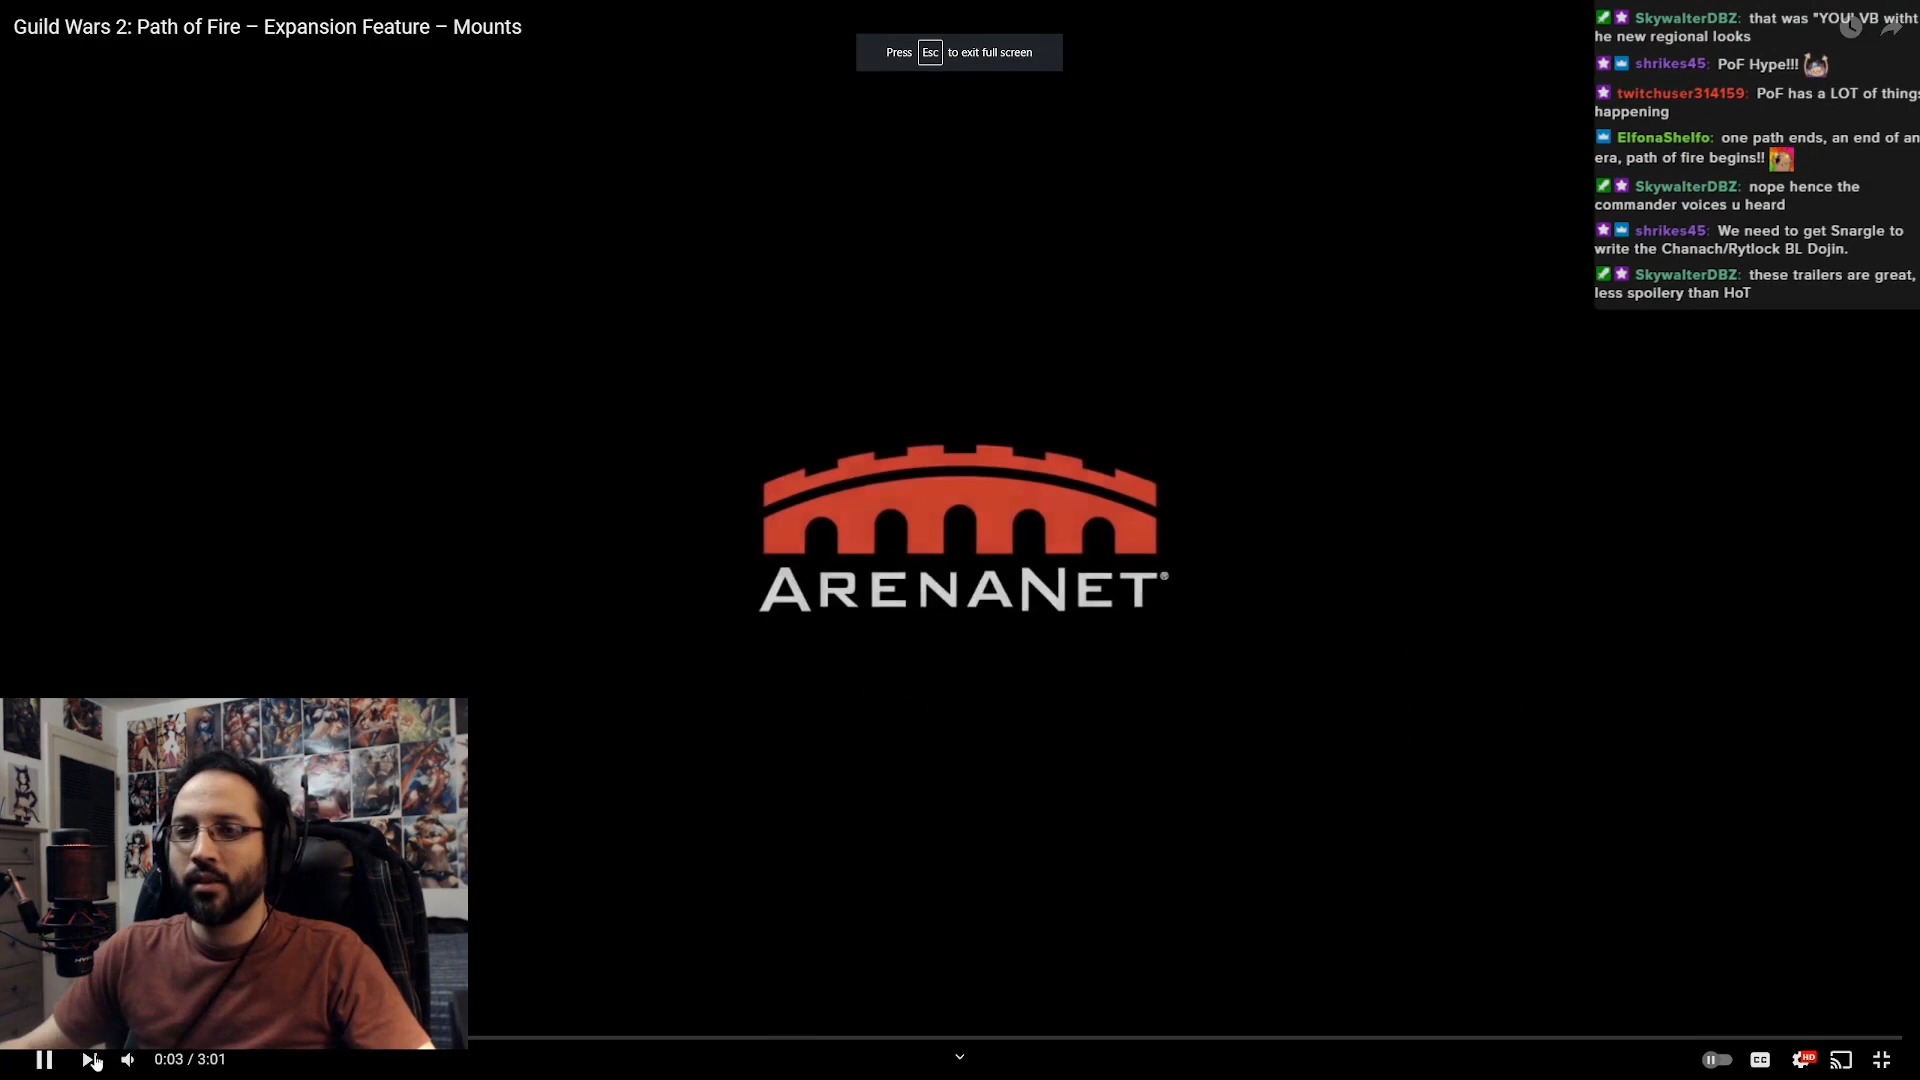 Guild Wars 2: Path of Fire – Expansion Feature – Mounts
Press Esc to exit full screen
SkywalterDBZ: that was "YOU! VB witht
he new regional looks
shrikes45: PoF Hype!!!
twitchuser314159: PoF has a LOT of things
happening
ElfonaShelfo: one path ends, an end of an
era, path of fire begins!!
SkywalterDBZ: nope hence the
commander voices u heard
shrikes45: We need to get Snargle to
write the Chanach/Rytlock BL Dojin.
SkywalterDBZ: these trailers are great,
less spoilery than HoT
ARENANET®
0:03 / 3:01
CC
HD